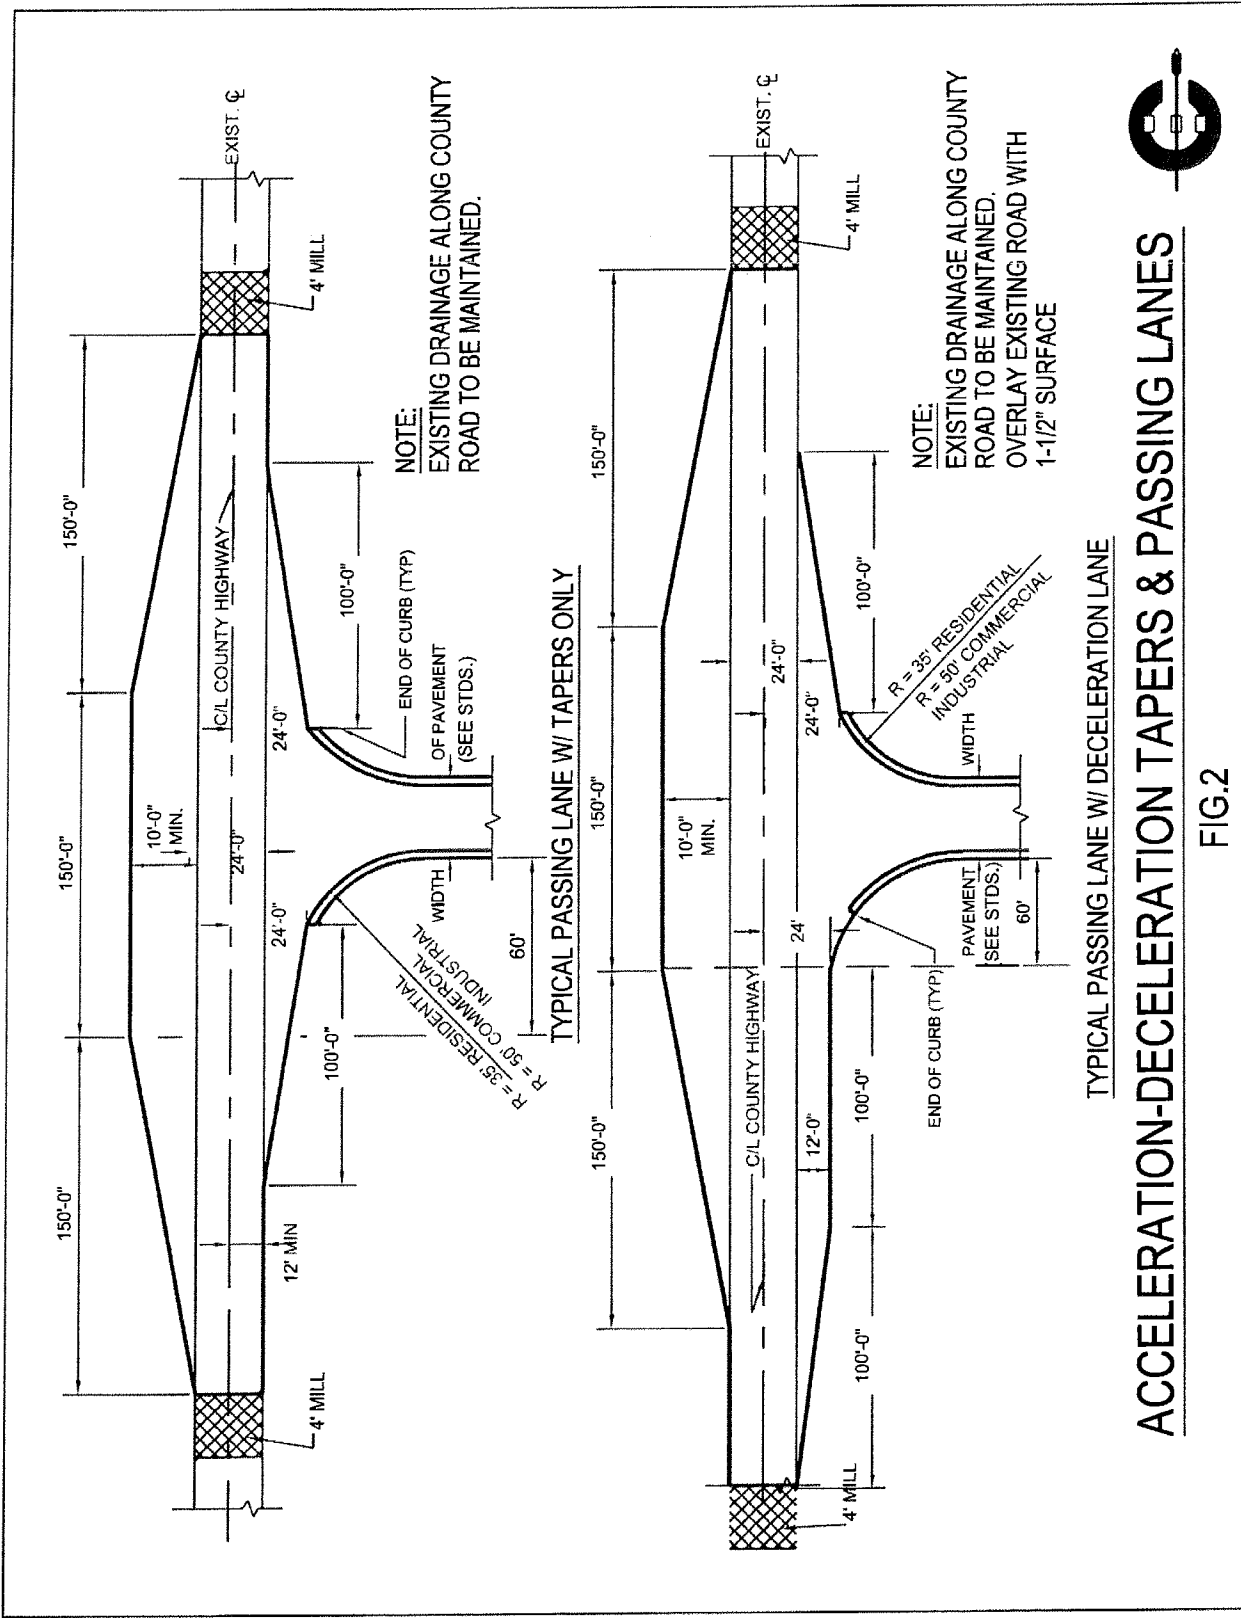 150'-0"
150'-0"
150'-0"
EXIST. ℄
C/L COUNTY HIGHWAY
10'-0"
MIN.
24'-0"
24'-0"
24'-0"
12' MIN
4' MILL
4' MILL
100'-0"
100'-0"
END OF CURB (TYP)
R = 35' RESIDENTIAL
R = 50' COMMERCIAL
INDUSTRIAL
WIDTH
OF PAVEMENT
(SEE STDS.)
60'
NOTE:
EXISTING DRAINAGE ALONG COUNTY
ROAD TO BE MAINTAINED.
TYPICAL PASSING LANE W/ TAPERS ONLY
150'-0"
150'-0"
150'-0"
EXIST. ℄
C/L COUNTY HIGHWAY
10'-0"
MIN.
24'-0"
24'-0"
24'
12'-0"
4' MILL
4' MILL
100'-0"
100'-0"
100'-0"
END OF CURB (TYP)
R = 35' RESIDENTIAL
R = 50' COMMERCIAL
INDUSTRIAL
PAVEMENT
(SEE STDS.)
WIDTH
60'
NOTE:
EXISTING DRAINAGE ALONG COUNTY
ROAD TO BE MAINTAINED.
OVERLAY EXISTING ROAD WITH
1-1/2" SURFACE
TYPICAL PASSING LANE W/ DECELERATION LANE
ACCELERATION-DECELERATION TAPERS & PASSING LANES
FIG.2